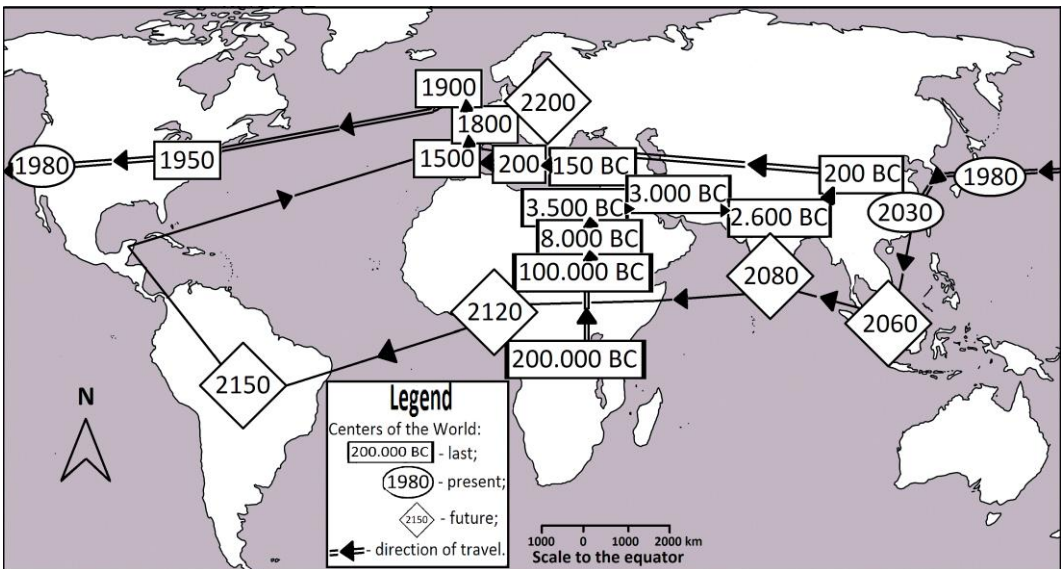 1900
2200
1800
1980
1950
1500
200
150 BC
200 BC
1980
3.000 BC
3.500 BC
2.600 BC
2030
8.000 BC
100.000 BC
2080
2120
2060
200.000 BC
2150
N
Legend
Centers of the World:
200.000 BC - last;
1980 - present;
2150 - future;
- direction of travel.
1000 0 1000 2000 km
Scale to the equator